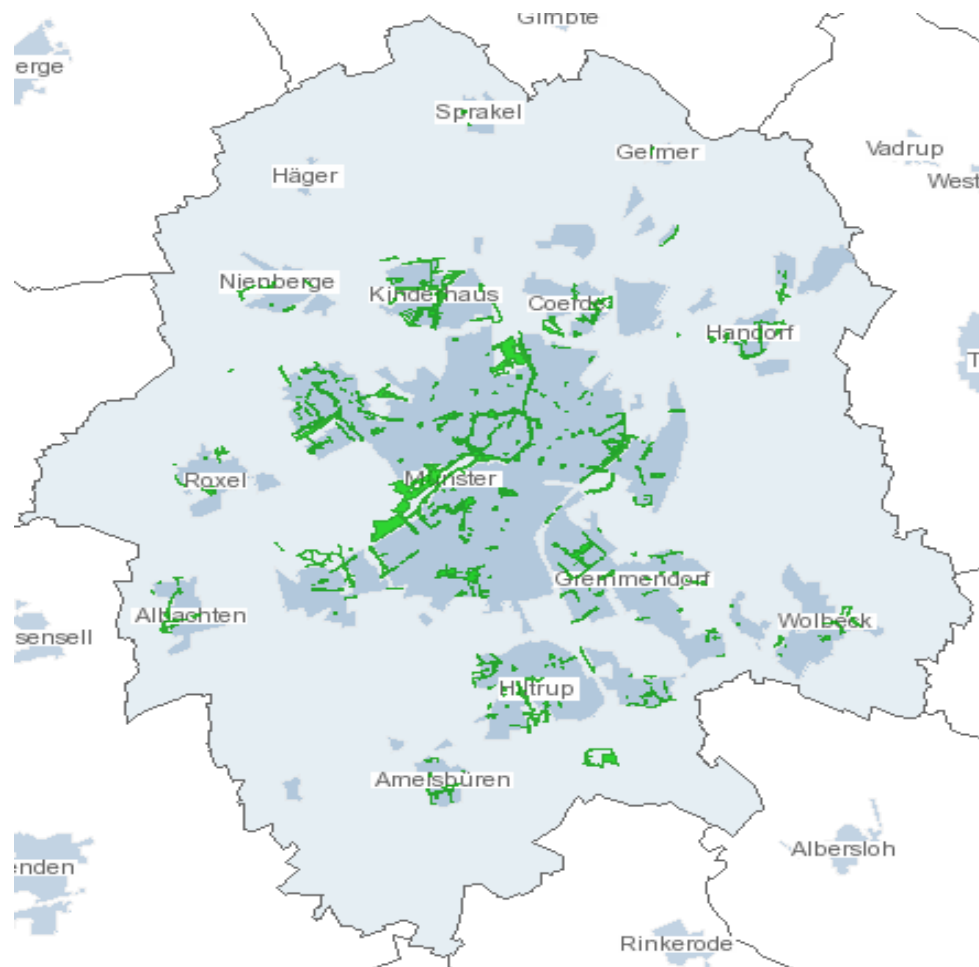 Gimbte
erge
Sprakel
Vadrup
Gelmer
Häger
West
Nienberge
Kinderhaus
Coerde
Handorf
T
Münster
Roxel
Gremmendorf
Albachten
Wolbeck
sensell
Hiltrup
Amelsbüren
Albersloh
enden
Rinkerode